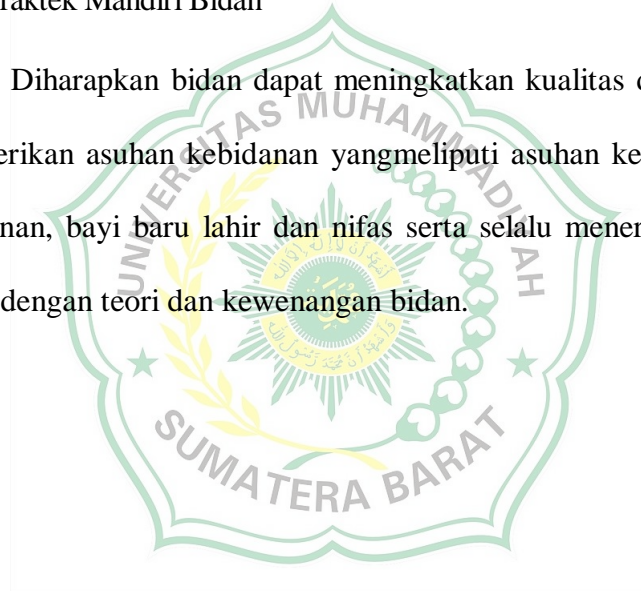 raktek Mandiri Bidan
Diharapkan bidan dapat meningkatkan kualitas
erikan asuhan kebidanan yangmeliputi asuhan ke
nan, bayi baru lahir dan nifas serta selalu mener
dengan teori dan kewenangan bidan.
UNIVERSITAS MUHAMMADIYAH
SUMATERA BARAT